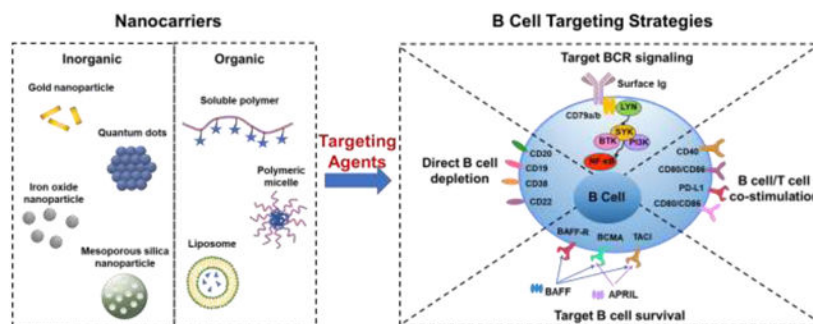 Nanocarriers
Inorganic
Organic
Gold nanoparticle
Quantum dots
Iron oxide
nanoparticle
Mesoporous silica
nanoparticle
Soluble polymer
Polymeric
micelle
Liposome
Targeting
Agents
B Cell Targeting Strategies
Target BCR signaling
Surface Ig
CD79a/b
LYN
SYK
BTK
PI3K
NF-κB
Direct B cell
depletion
CD20
CD19
CD38
CD22
B Cell
CD40
CD80/CD86
PD-L1
CD80/CD86
B cell/T cell
co-stimulation
BAFF-R
BCMA
TACI
BAFF
APRIL
Target B cell survival